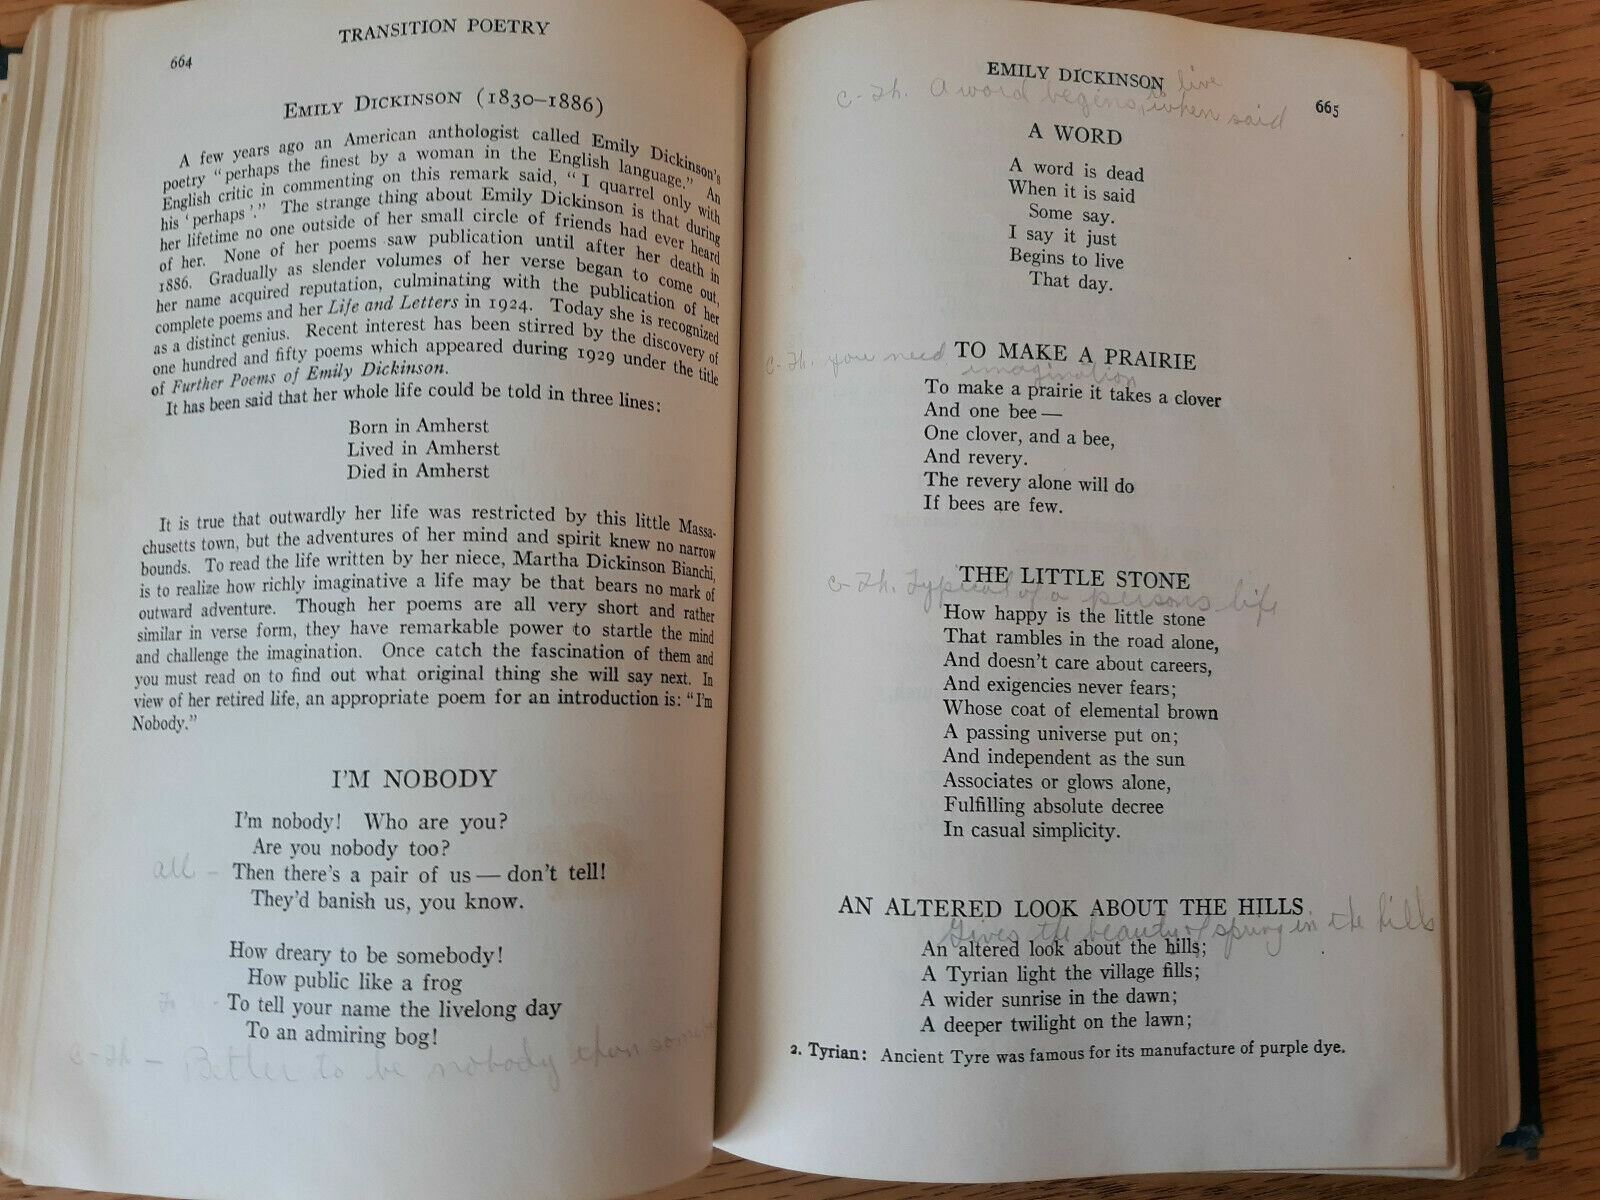 TRANSITION POETRY
664
EMILY DICKINSON (1830–1886)
A few years ago an American anthologist called Emily Dickinson's
poetry "perhaps the finest by a woman in the English language." An
English critic in commenting on this remark said, "I quarrel only with
his 'perhaps'." The strange thing about Emily Dickinson is that during
her lifetime no one outside of her small circle of friends had ever heard
of her. None of her poems saw publication until after her death in
1886. Gradually as slender volumes of her verse began to come out,
her name acquired reputation, culminating with the publication of her
complete poems and her Life and Letters in 1924. Today she is recognized
as a distinct genius. Recent interest has been stirred by the discovery of
one hundred and fifty poems which appeared during 1929 under the title
of Further Poems of Emily Dickinson.
It has been said that her whole life could be told in three lines:
Born in Amherst
Lived in Amherst
Died in Amherst
It is true that outwardly her life was restricted by this little Massa-
chusetts town, but the adventures of her mind and spirit knew no narrow
bounds. To read the life written by her niece, Martha Dickinson Bianchi,
is to realize how richly imaginative a life may be that bears no mark of
outward adventure. Though her poems are all very short and rather
similar in verse form, they have remarkable power to startle the mind
and challenge the imagination. Once catch the fascination of them and
you must read on to find out what original thing she will say next. In
view of her retired life, an appropriate poem for an introduction is: "I'm
Nobody."
I'M NOBODY
I'm nobody! Who are you?
Are you nobody too?
all – Then there's a pair of us — don't tell!
They'd banish us, you know.
How dreary to be somebody!
How public like a frog
To tell your name the livelong day
To an admiring bog!
C-Th – Better to be nobody than
EMILY DICKINSON
665
live
C-Th. A word begins to when said
A WORD
A word is dead
When it is said
Some say.
I say it just
Begins to live
That day.
C-Th. you need
TO MAKE A PRAIRIE
imagination
To make a prairie it takes a clover
And one bee —
One clover, and a bee,
And revery.
The revery alone will do
If bees are few.
THE LITTLE STONE
C-Th. Typical of a persons life
How happy is the little stone
That rambles in the road alone,
And doesn't care about careers,
And exigencies never fears;
Whose coat of elemental brown
A passing universe put on;
And independent as the sun
Associates or glows alone,
Fulfilling absolute decree
In casual simplicity.
AN ALTERED LOOK ABOUT THE HILLS
Gives the beauty of spring in the hills
An altered look about the hills;
A Tyrian light the village fills;
A wider sunrise in the dawn;
A deeper twilight on the lawn;
2. Tyrian: Ancient Tyre was famous for its manufacture of purple dye.